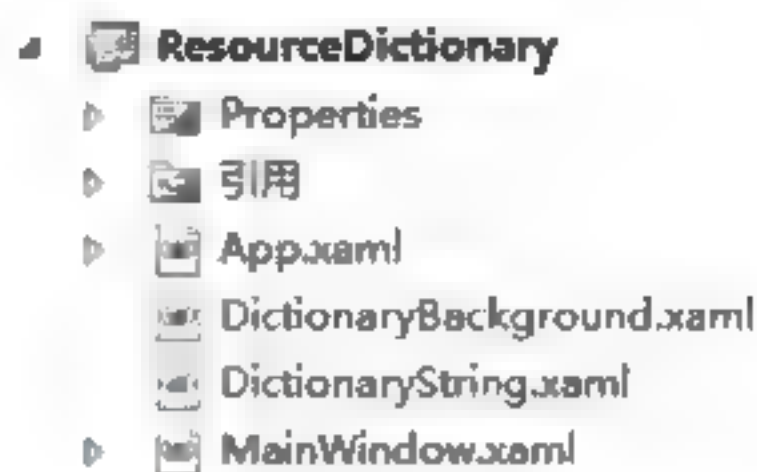 ResourceDictionary
Properties
引用
App.xaml
DictionaryBackground.xaml
DictionaryString.xaml
MainWindow.xaml